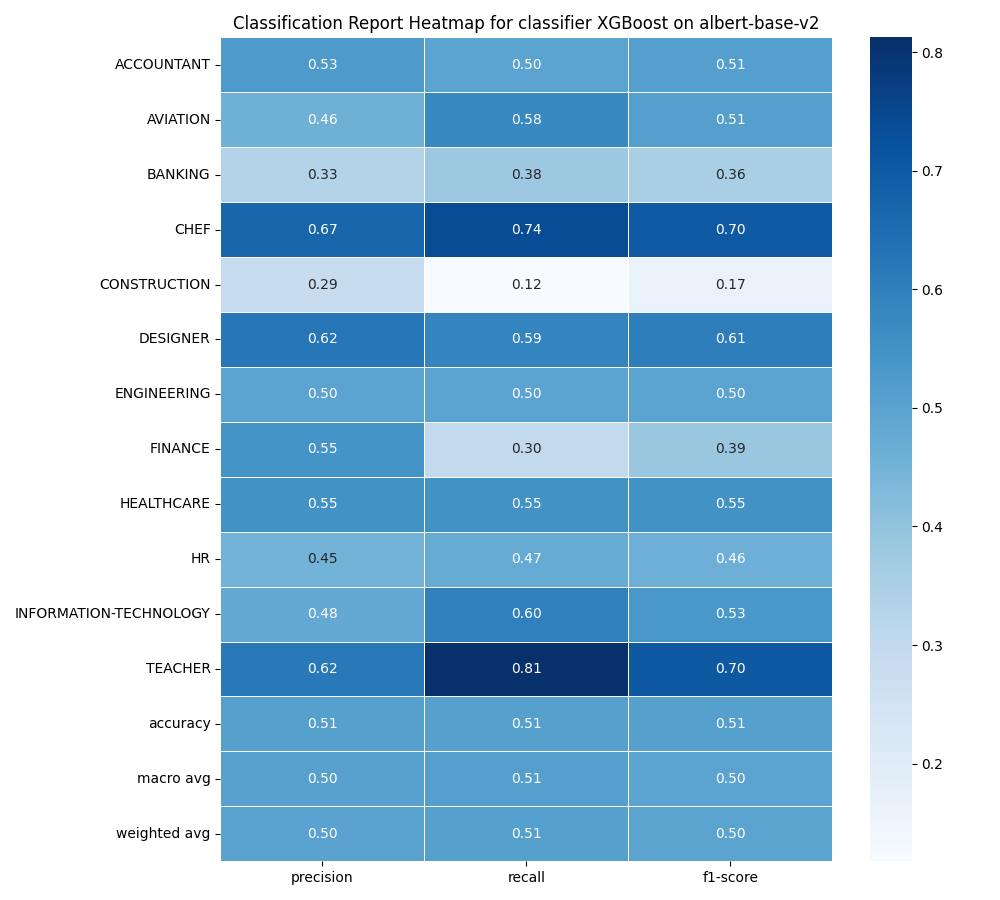 Classification Report Heatmap for classifier XGBoost on albert-base-v2
ACCOUNTANT 0.53 0.50 0.51
AVIATION 0.46 0.58 0.51
BANKING 0.33 0.38 0.36
CHEF 0.67 0.74 0.70
CONSTRUCTION 0.29 0.12 0.17
DESIGNER 0.62 0.59 0.61
ENGINEERING 0.50 0.50 0.50
FINANCE 0.55 0.30 0.39
HEALTHCARE 0.55 0.55 0.55
HR 0.45 0.47 0.46
INFORMATION-TECHNOLOGY 0.48 0.60 0.53
TEACHER 0.62 0.81 0.70
accuracy 0.51 0.51 0.51
macro avg 0.50 0.51 0.50
weighted avg 0.50 0.51 0.50
precision recall f1-score
0.8
0.7
0.6
0.5
0.4
0.3
0.2